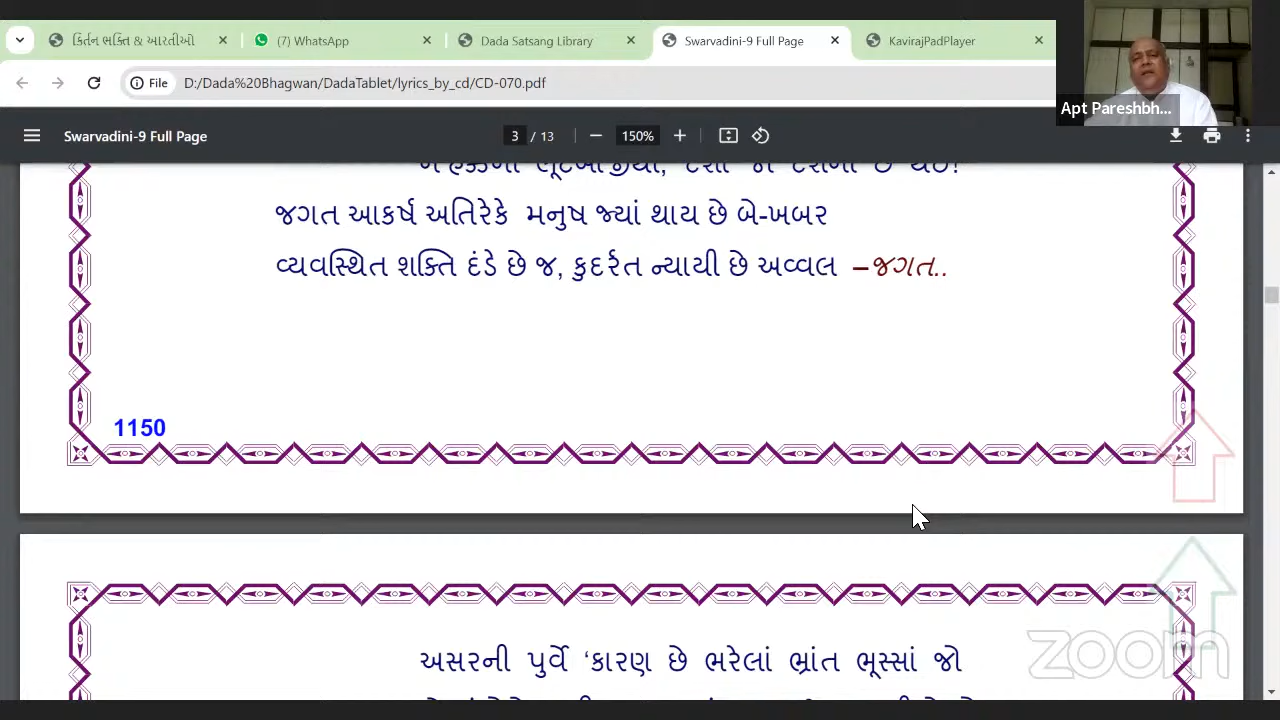 કિર્તન ભક્તિ & આરતીઓ
(7) WhatsApp
Dada Satsang Library
Swarvadini-9 Full Page
KavirajPadPlayer
File D:/Dada%20Bhagwan/DadaTablet/lyrics_by_cd/CD-070.pdf
Apt Pareshbh...
Swarvadini-9 Full Page
3 / 13
150%
જગત આકર્ષ અતિરેકે મનુષ જ્યાં થાય છે બે-ખબર
વ્યવસ્થિત શક્તિ દંડે છે જ, કુદર્રત ન્યાયી છે અવ્વલ –જગત..
1150
અસરની પુર્વે ‘કારણ છે ભરેલાં ભ્રાંત ભૂસ્સાં જો
zoom